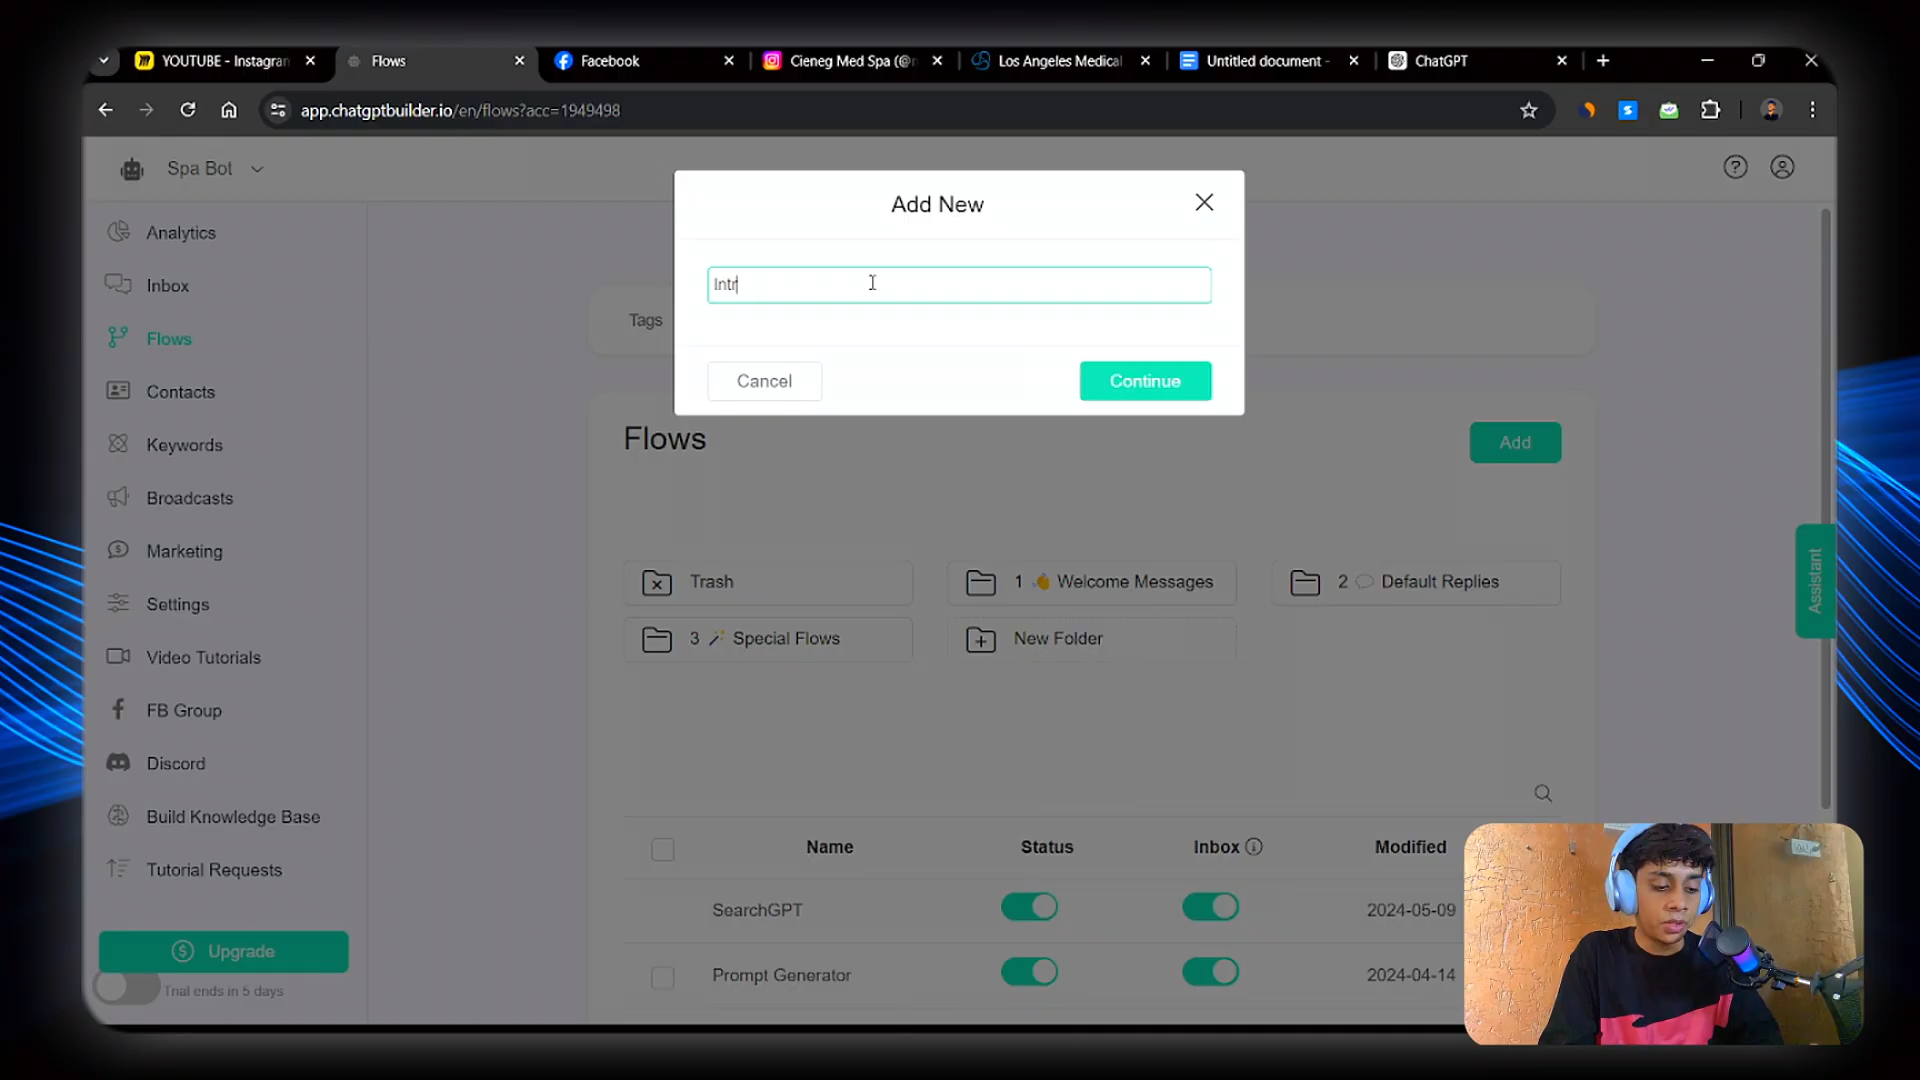 YOUTUBE - Instagran
Flows
Facebook
Cieneg Med Spa (@n
Los Angeles Medical
Untitled document -
ChatGPT
app.chatgptbuilder.io/en/flows?acc=1949498
Spa Bot
Add New
Intr
Cancel
Continue
Analytics
Inbox
Flows
Contacts
Keywords
Broadcasts
Marketing
Settings
Video Tutorials
FB Group
Discord
Build Knowledge Base
Tutorial Requests
Upgrade
Trial ends in 5 days
Tags
Flows
Add
Trash
1 👋 Welcome Messages
2 💬 Default Replies
3 🪄 Special Flows
New Folder
Assistant
Name Status Inbox Modified
SearchGPT 2024-05-09
Prompt Generator 2024-04-14